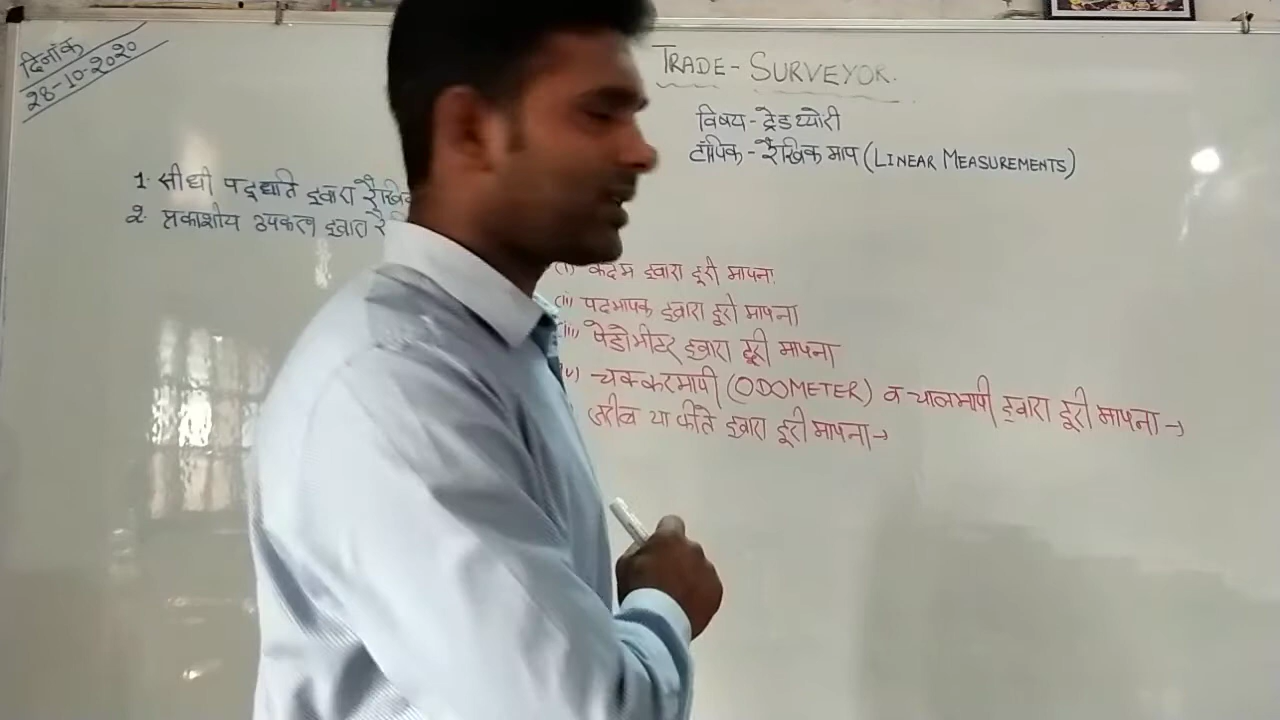 दिनाँक
28-10-2020
TRADE - SURVEYOR.
विषय - ट्रेड थ्योरी
टॉपिक - रैखिक माप (LINEAR MEASUREMENTS)
1. सीधी पद्धति द्वारा रैखिक
2. प्रकाशीय उपकरण द्वारा
(i) कदम द्वारा दूरी मापना
(ii) पदमापक द्वारा दूरी मापना
(iii) पेडोमीटर द्वारा दूरी मापना
चक्करमापी (ODOMETER) व चालमापी द्वारा दूरी मापना →
जरीब या फीते द्वारा दूरी मापना →